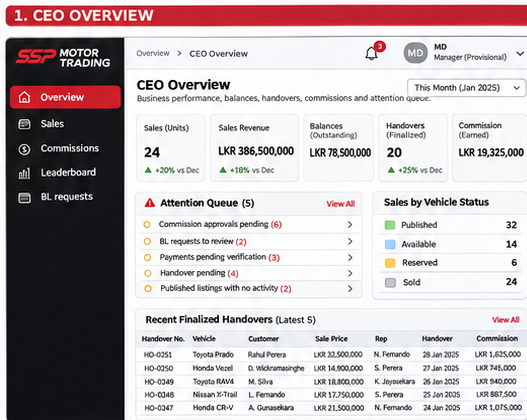 1. CEO OVERVIEW
SSP MOTOR TRADING
Overview > CEO Overview
3
MD
MD
Manager (Provisional)
Overview
Sales
Commissions
Leaderboard
BL requests
CEO Overview
Business performance, balances, handovers, commissions and attention queue.
This Month (Jan 2025)
Sales (Units)
24
+20% vs Dec
Sales Revenue
LKR 386,500,000
+18% vs Dec
Balances
(Outstanding)
LKR 78,500,000
Handovers
(Finalized)
20
+25% vs Dec
Commission
(Earned)
LKR 19,325,000
Attention Queue (5)
View All
Commission approvals pending (6)
BL requests to review (2)
Payments pending verification (3)
Handover pending (4)
Published listings with no activity (2)
Sales by Vehicle Status
Published 32
Available 14
Reserved 6
Sold 24
Recent Finalized Handovers (Latest 5)
View All
Handover No. Vehicle Customer Sale Price Rep Handover Commission
HO-0251 Toyota Prado Rahul Perera LKR 32,500,000 N. Fernando 28 Jan 2025 LKR 1,625,000
HO-0250 Honda Vezel D. Wickramasinghe LKR 14,900,000 S. Perera 27 Jan 2025 LKR 745,000
HO-0349 Toyota RAV4 M. Silva LKR 18,800,000 K. Joyosekara 26 Jan 2025 LKR 940,000
HO-0348 Nissan X-Trail L. Fernando LKR 17,750,000 S. Perera 25 Jan 2025 LKR 887,500
HO-0347 Honda CR-V A. Gunasekara LKR 21,500,000 N. Fernando 24 Jan 2025 LKR 1,075,000